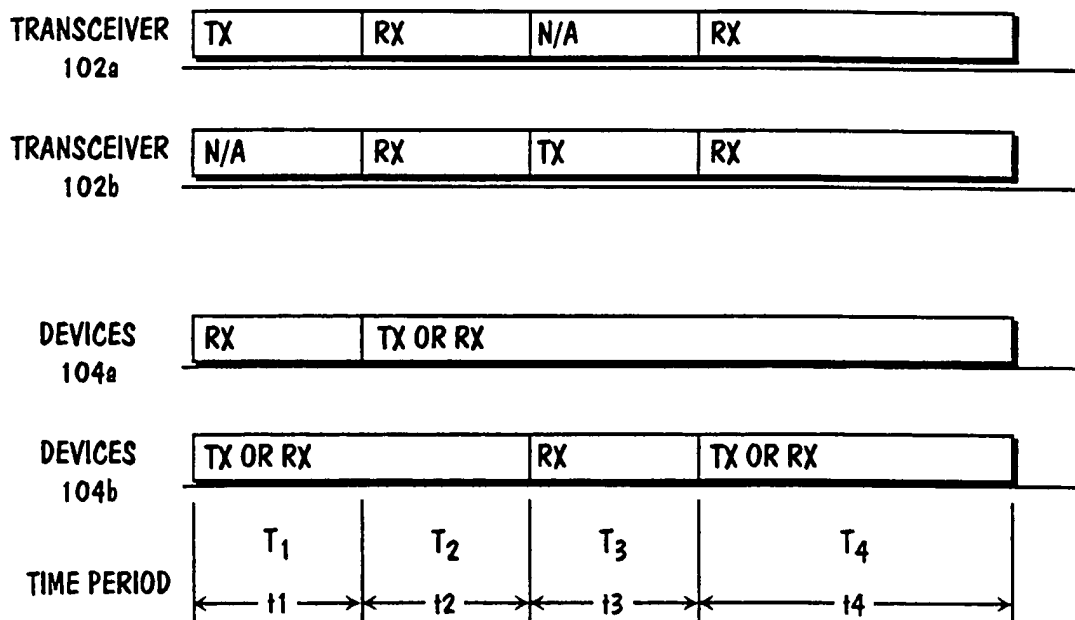 TRANSCEIVER 102a TX RX N/A RX
TRANSCEIVER 102b N/A RX TX RX
DEVICES 104a RX TX OR RX
DEVICES 104b TX OR RX RX TX OR RX
T1 T2 T3 T4
TIME PERIOD t1 t2 t3 t4